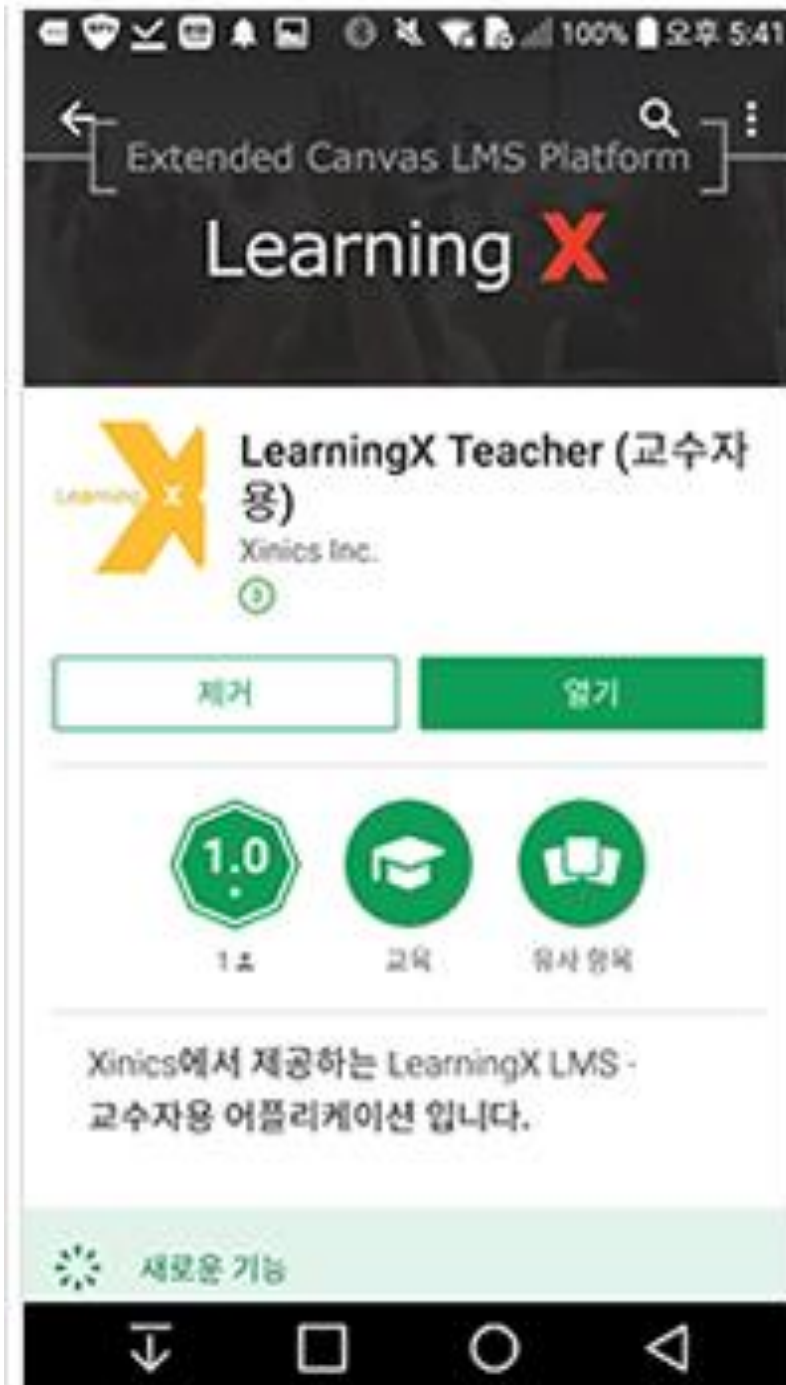 100% 오후 5:41
Extended Canvas LMS Platform
Learning X
LearningX Teacher (교수자
용)
Learning X
Xinics Inc.
3
제거
열기
1.0
1
교육
유사 항목
Xinics에서 제공하는 LearningX LMS -
교수자용 어플리케이션 입니다.
새로운 기능